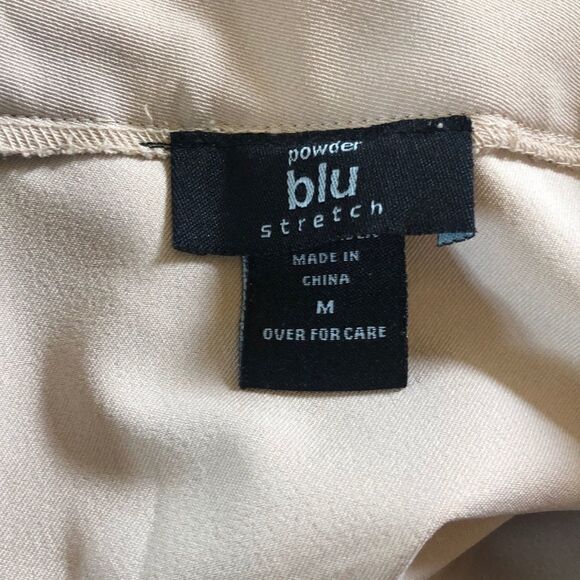 powder
blu
stretch
MADE IN
CHINA
M
OVER FOR CARE